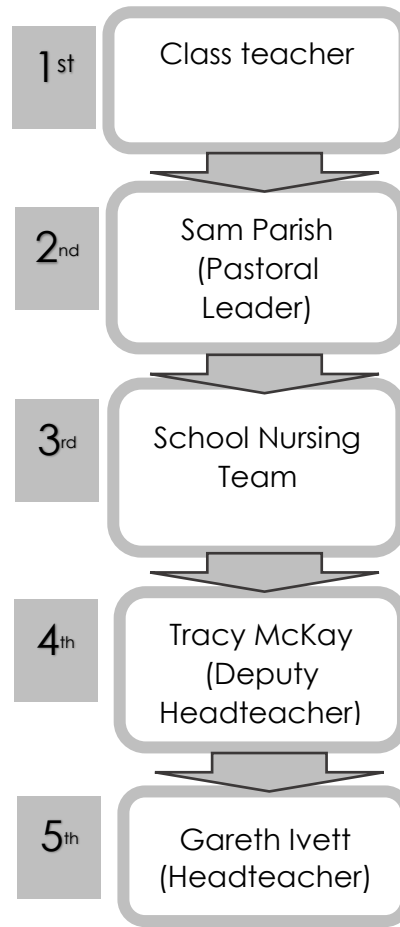 1st
Class teacher
2nd
Sam Parish
(Pastoral
Leader)
3rd
School Nursing
Team
4th
Tracy McKay
(Deputy
Headteacher)
5th
Gareth Ivett
(Headteacher)